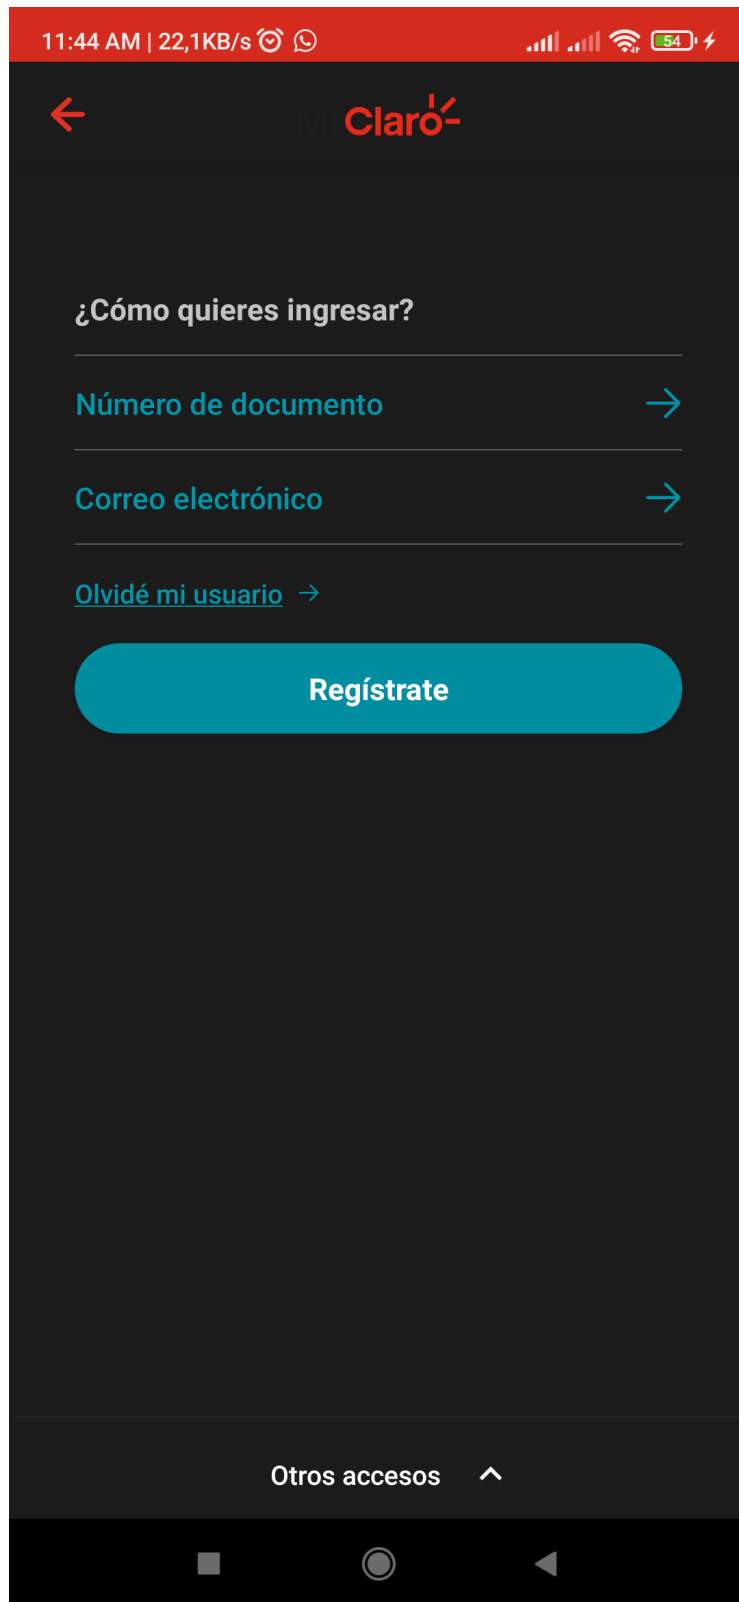 11:44 AM | 22,1KB/s 54
Mi Claro
¿Cómo quieres ingresar?
Número de documento
Correo electrónico
Olvidé mi usuario
Regístrate
Otros accesos